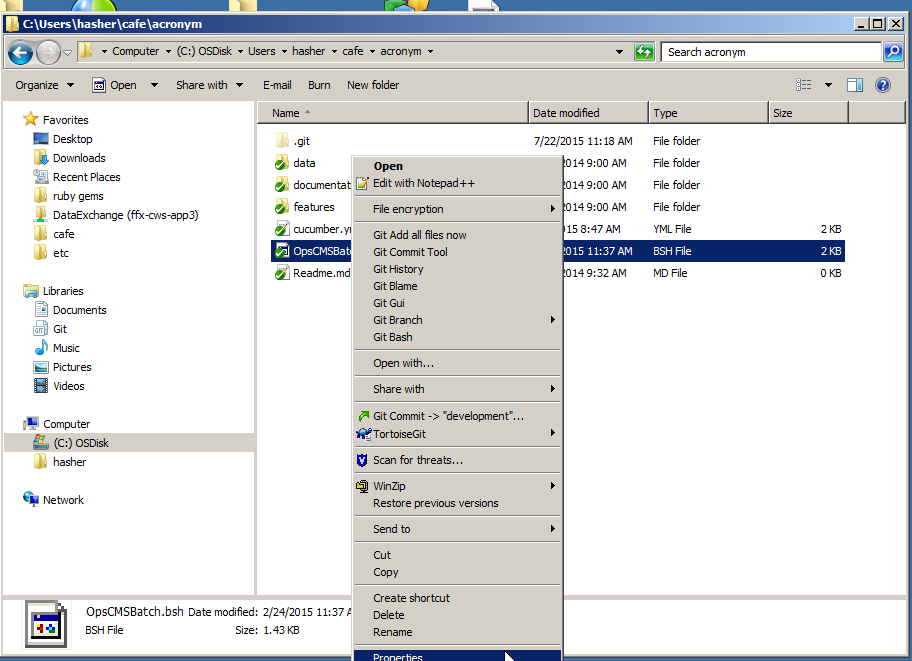 C:\Users\hasher\cafe\acronym
Computer (C:) OSDisk Users hasher cafe acronym
Search acronym
Organize Open Share with E-mail Burn New folder
Name Date modified Type Size
Favorites
Desktop
Downloads
Recent Places
ruby gems
DataExchange (ffx-cws-app3)
cafe
etc
Libraries
Documents
Git
Music
Pictures
Videos
Computer
(C:) OSDisk
hasher
Network
.git 7/22/2015 11:18 AM File folder
data 2014 9:00 AM File folder
documentat 2014 9:00 AM File folder
features 2014 9:00 AM File folder
cucumber.y 15 8:47 AM YML File 2 KB
OpsCMSBat 2015 11:37 AM BSH File 2 KB
Readme.md 2014 9:32 AM MD File 0 KB
Open
Edit with Notepad++
File encryption
Git Add all files now
Git Commit Tool
Git History
Git Blame
Git Gui
Git Branch
Git Bash
Open with...
Share with
Git Commit -> "development"...
TortoiseGit
Scan for threats...
WinZip
Restore previous versions
Send to
Cut
Copy
Create shortcut
Delete
Rename
Properties
OpsCMSBatch.bsh Date modified: 2/24/2015 11:37 A
BSH File Size: 1.43 KB